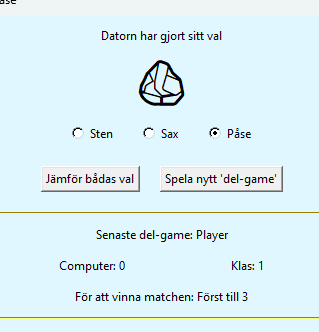 Datorn har gjort sitt val
Sten Sax Påse
Jämför bådas val Spela nytt 'del-game'
Senaste del-game: Player
Computer: 0 Klas: 1
För att vinna matchen: Först till 3